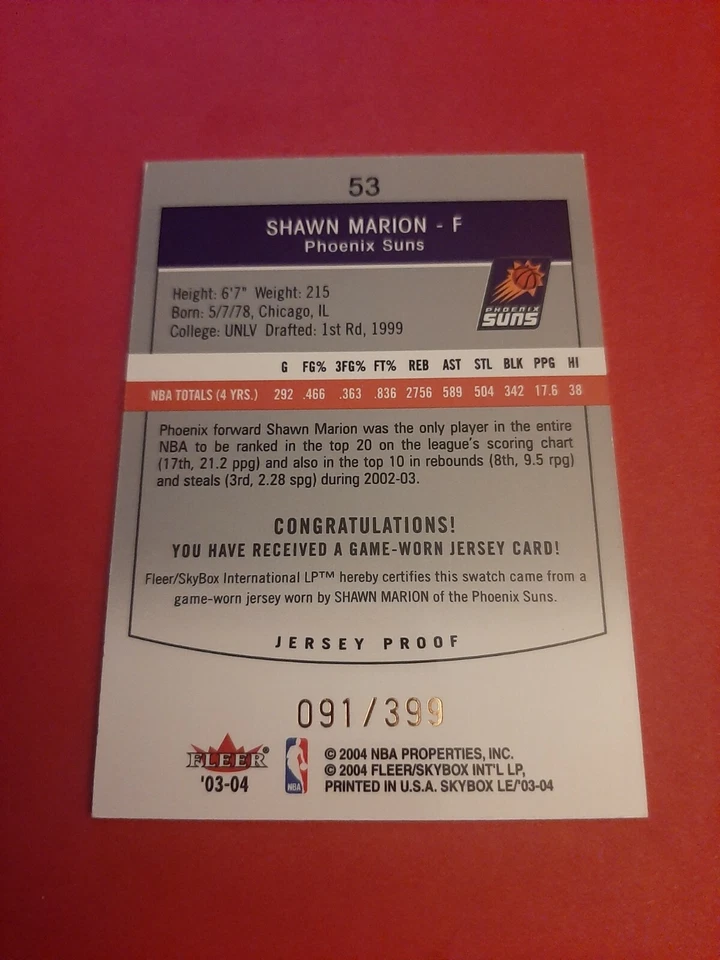 53
SHAWN MARION - F
Phoenix Suns
Height: 6'7" Weight: 215
Born: 5/7/78, Chicago, IL
College: UNLV Drafted: 1st Rd, 1999
PHOENIX
SUNS
G FG% 3FG% FT% REB AST STL BLK PPG HI
NBA TOTALS (4 YRS.) 292 .466 .363 .836 2756 589 504 342 17.6 38
Phoenix forward Shawn Marion was the only player in the entire
NBA to be ranked in the top 20 on the league's scoring chart
(17th, 21.2 ppg) and also in the top 10 in rebounds (8th, 9.5 rpg)
and steals (3rd, 2.28 spg) during 2002-03.
CONGRATULATIONS!
YOU HAVE RECEIVED A GAME-WORN JERSEY CARD!
Fleer/SkyBox International LP™ hereby certifies this swatch came from a
game-worn jersey worn by SHAWN MARION of the Phoenix Suns.
JERSEY PROOF
091/399
FLEER®
'03-04
NBA
© 2004 NBA PROPERTIES, INC.
© 2004 FLEER/SKYBOX INT'L LP,
PRINTED IN U.S.A. SKYBOX LE/'03-04